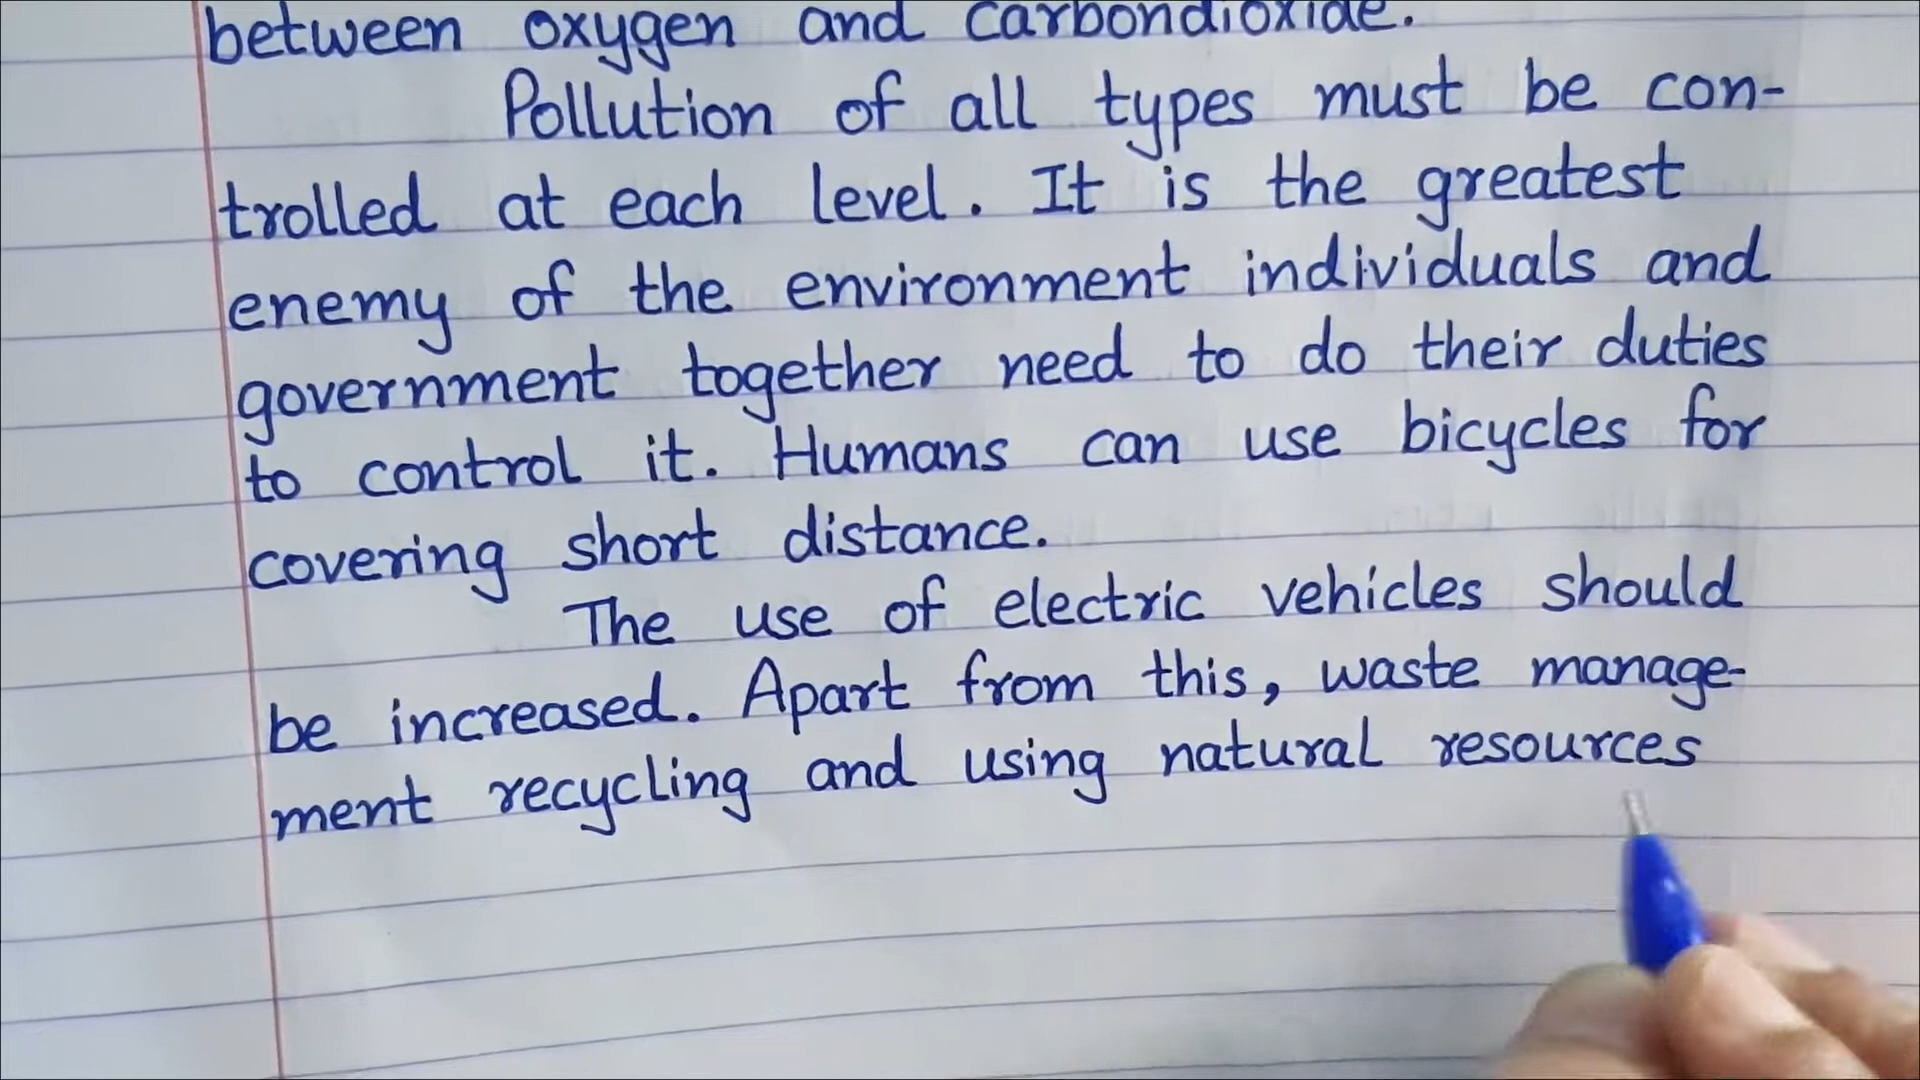 between oxygen and carbondioxide.
Pollution of all types must be con-
trolled at each level. It is the greatest
enemy of the environment individuals and
government together need to do their duties
to control it. Humans can use bicycles for
covering short distance.
The use of electric vehicles should
be increased. Apart from this, waste manage-
ment recycling and using natural resources